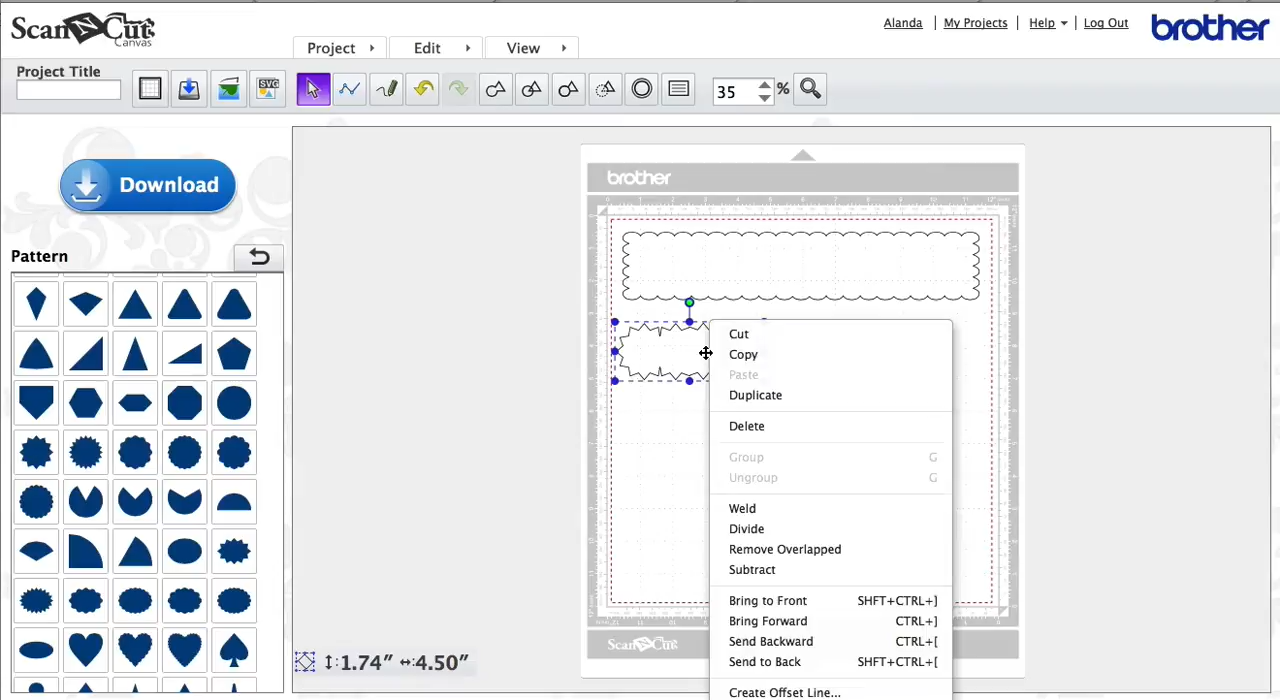 ScanNCut
Canvas
Alanda
My Projects
Help
Log Out
brother
Project
Edit
View
Project Title
SVG
35
%
Download
Pattern
brother
Cut
Copy
Paste
Duplicate
Delete
Group G
Ungroup G
Weld
Divide
Remove Overlapped
Subtract
Bring to Front SHFT+CTRL+]
Bring Forward CTRL+]
Send Backward CTRL+[
Send to Back SHFT+CTRL+[
Create Offset Line...
ScanNCut
1.74" 4.50"